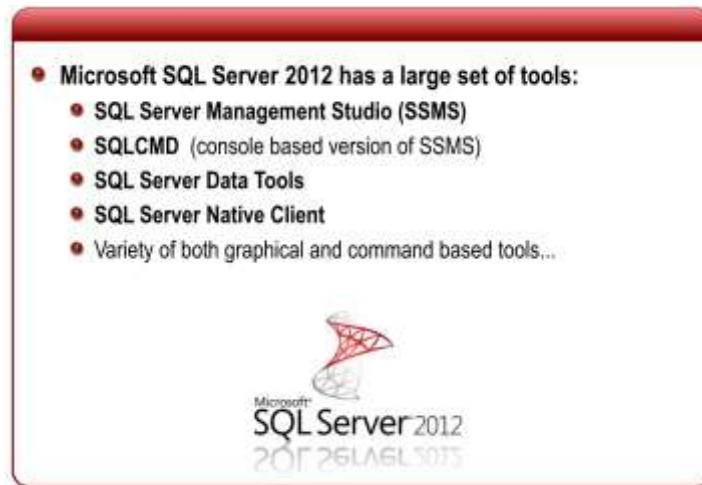 Microsoft SQL Server 2012 has a large set of tools:
SQL Server Management Studio (SSMS)
SQLCMD (console based version of SSMS)
SQL Server Data Tools
SQL Server Native Client
Variety of both graphical and command based tools...
Microsoft®
SQL Server 2012